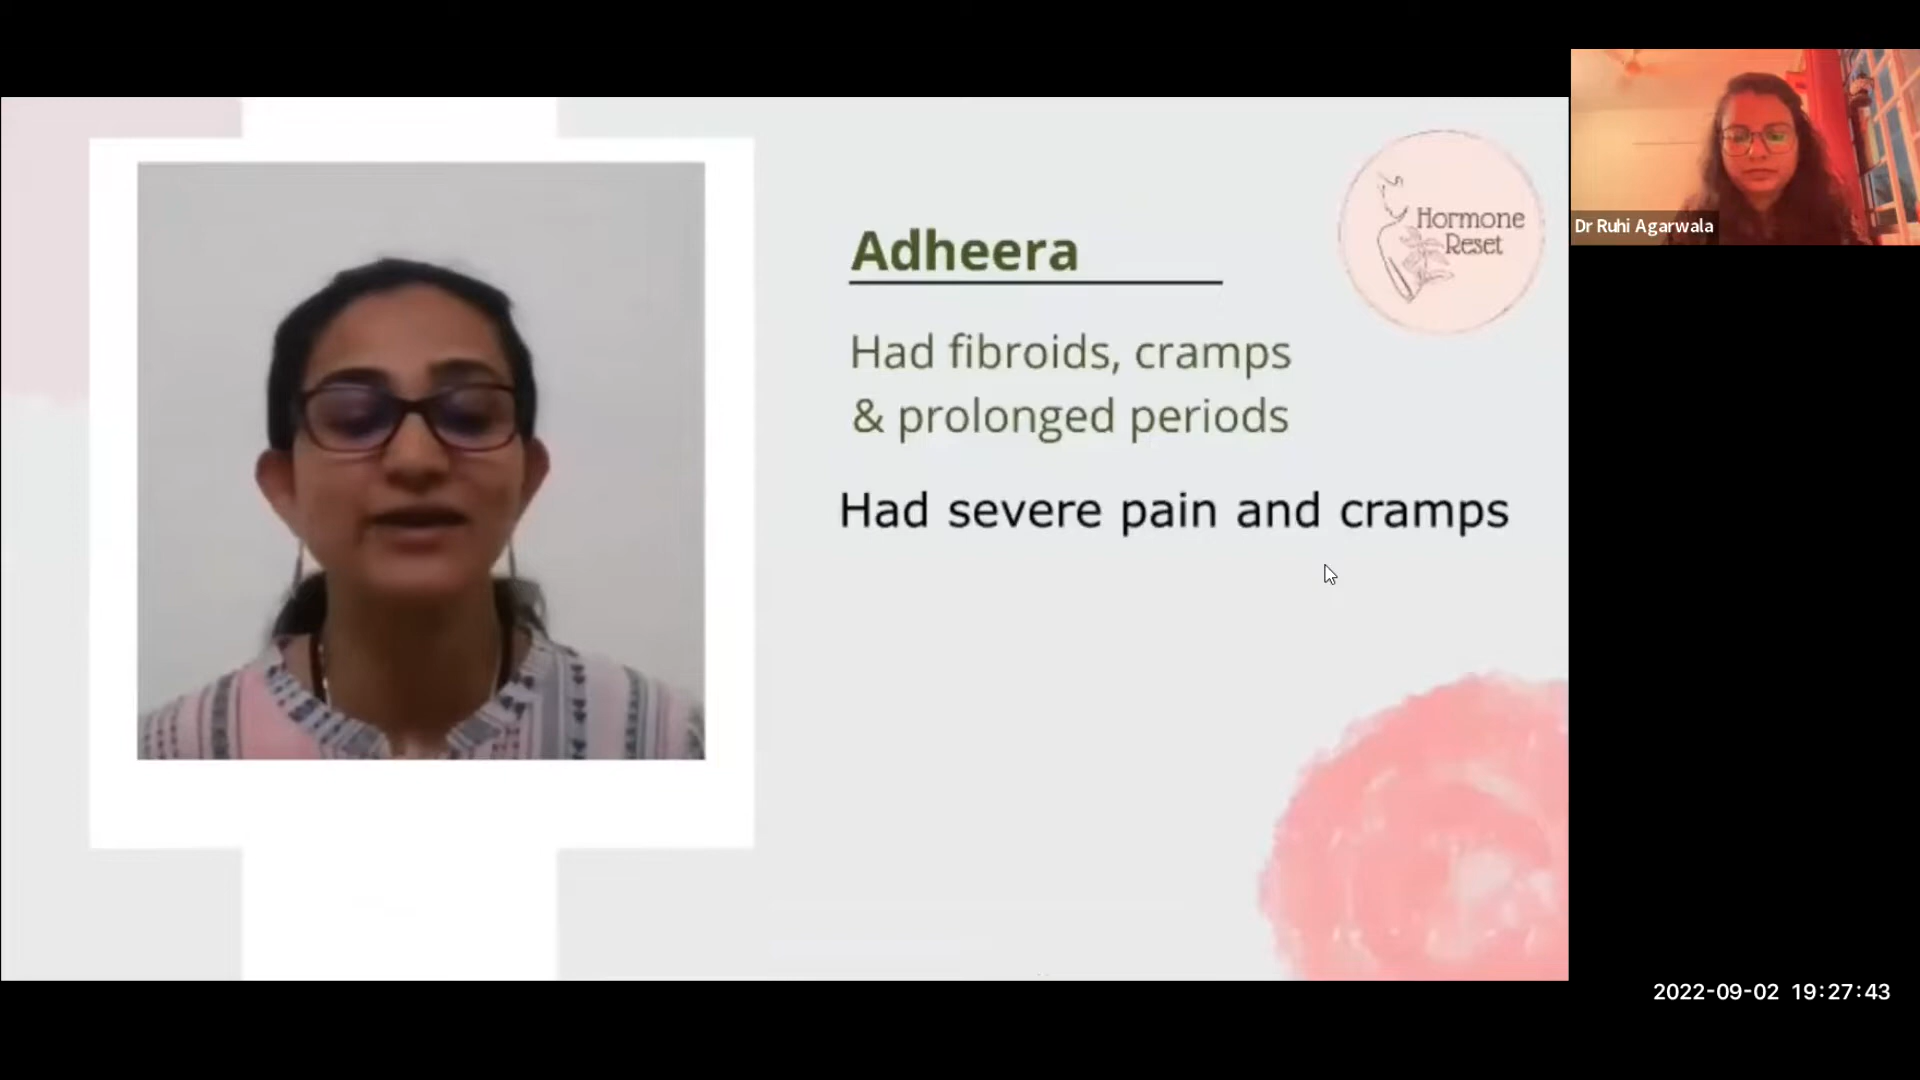 Adheera
Had fibroids, cramps
& prolonged periods
Had severe pain and cramps
Hormone
Reset
Dr Ruhi Agarwala
2022-09-02 19:27:43